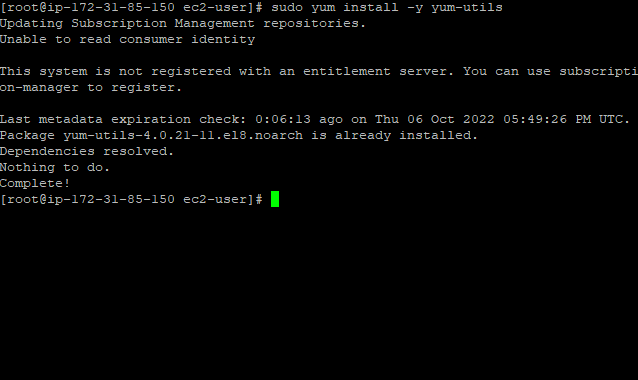 [root@ip-172-31-85-150 ec2-user]# sudo yum install -y yum-utils
Updating Subscription Management repositories.
Unable to read consumer identity
This system is not registered with an entitlement server. You can use subscripti
on-manager to register.
Last metadata expiration check: 0:06:13 ago on Thu 06 Oct 2022 05:49:26 PM UTC.
Package yum-utils-4.0.21-11.el8.noarch is already installed.
Dependencies resolved.
Nothing to do.
Complete!
[root@ip-172-31-85-150 ec2-user]#